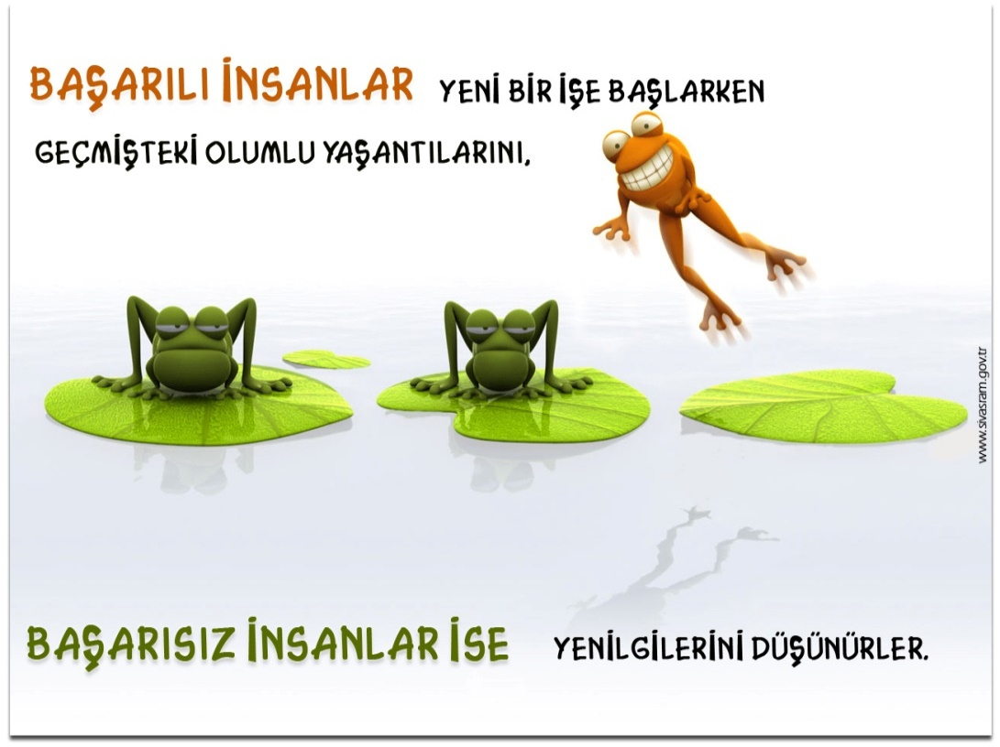 BAŞARILI İNSANLAR YENİ BİR İŞE BAŞLARKEN
GEÇMİŞTEKİ OLUMLU YAŞANTILARINI,
www.sivasram.gov.tr
BAŞARISIZ İNSANLAR İSE YENİLGİLERİNİ DÜŞÜNÜRLER.